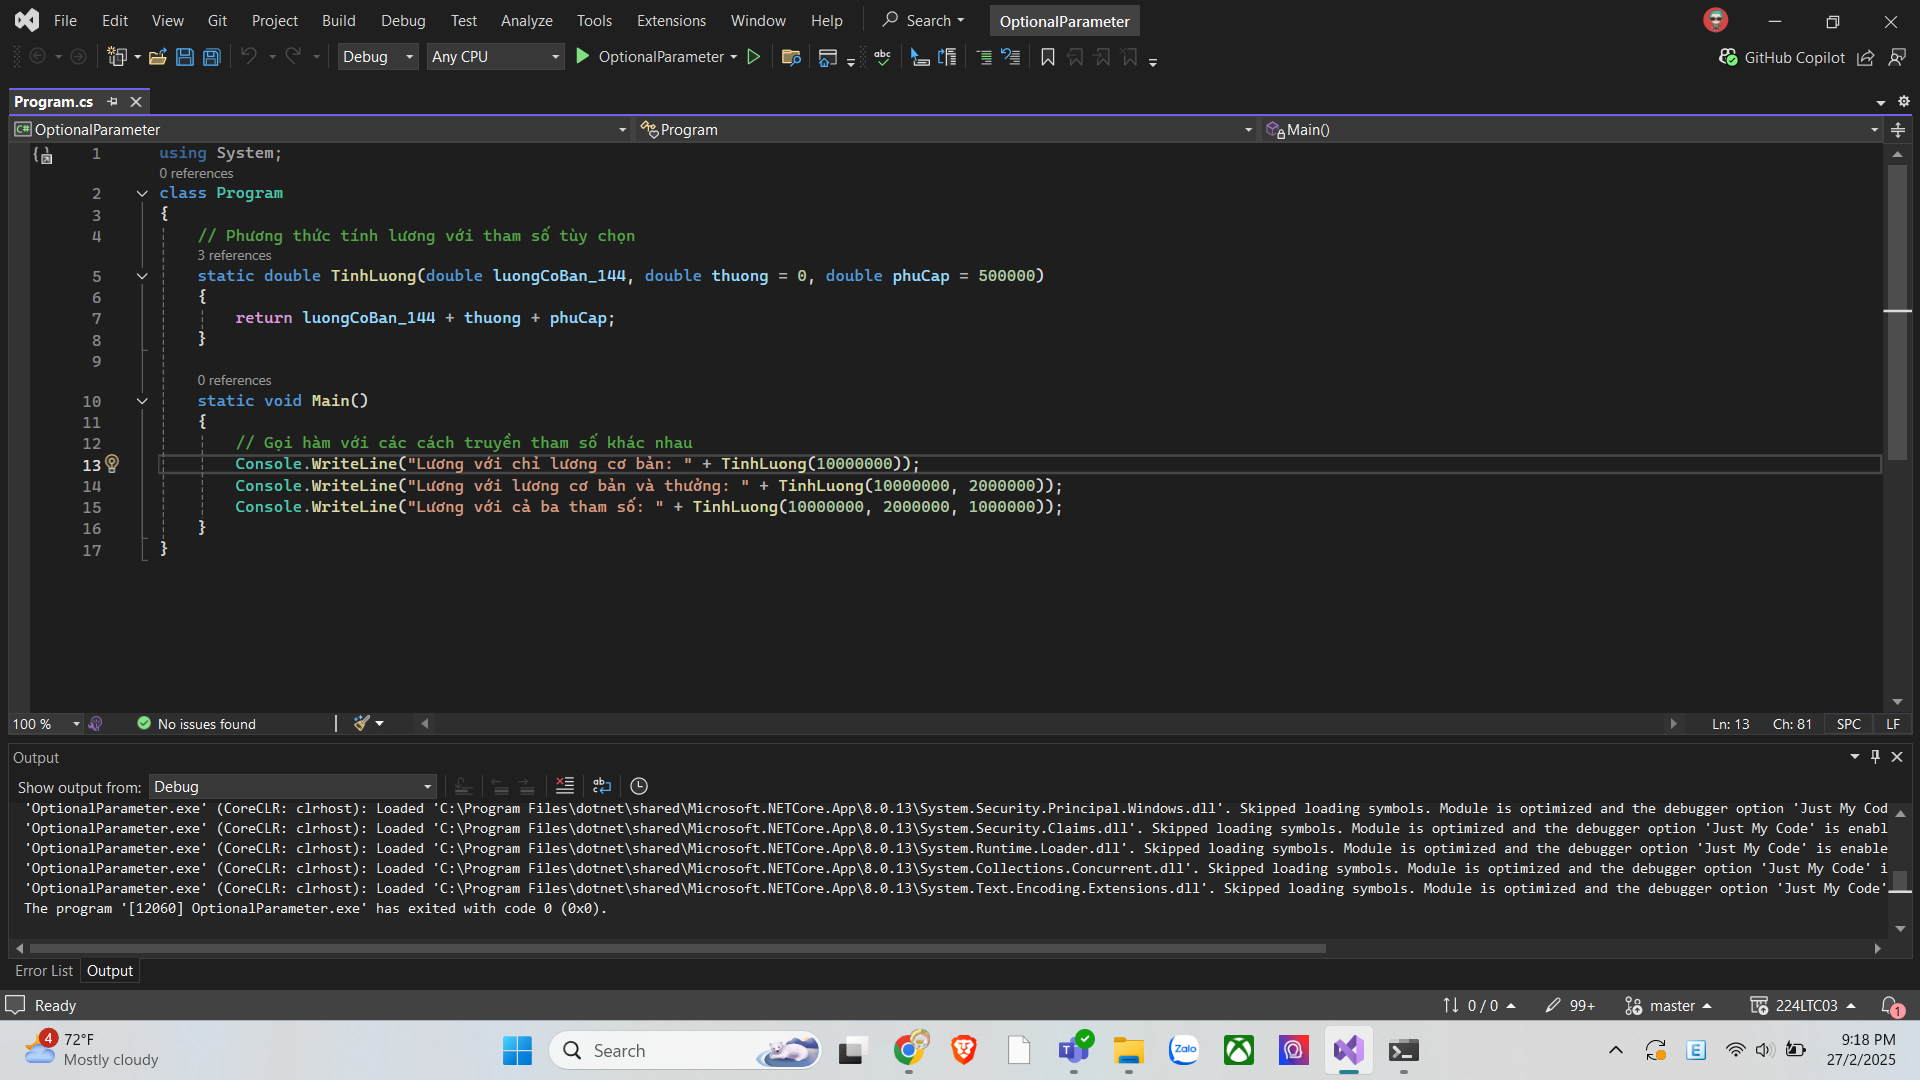 File Edit View Git Project Build Debug Test Analyze Tools Extensions Window Help Search OptionalParameter
Debug Any CPU OptionalParameter GitHub Copilot
Program.cs
OptionalParameter Program Main()
1 using System;
0 references
2 class Program
3 {
4 // Phương thức tính lương với tham số tùy chọn
3 references
5 static double TinhLuong(double luongCoBan_144, double thuong = 0, double phuCap = 500000)
6 {
7 return luongCoBan_144 + thuong + phuCap;
8 }
9
0 references
10 static void Main()
11 {
12 // Gọi hàm với các cách truyền tham số khác nhau
13 Console.WriteLine("Lương với chỉ lương cơ bản: " + TinhLuong(10000000));
14 Console.WriteLine("Lương với lương cơ bản và thưởng: " + TinhLuong(10000000, 2000000));
15 Console.WriteLine("Lương với cả ba tham số: " + TinhLuong(10000000, 2000000, 1000000));
16 }
17 }
100 % No issues found Ln: 13 Ch: 81 SPC LF
Output
Show output from: Debug
'OptionalParameter.exe' (CoreCLR: clrhost): Loaded 'C:\Program Files\dotnet\shared\Microsoft.NETCore.App\8.0.13\System.Security.Principal.Windows.dll'. Skipped loading symbols. Module is optimized and the debugger option 'Just My Cod
'OptionalParameter.exe' (CoreCLR: clrhost): Loaded 'C:\Program Files\dotnet\shared\Microsoft.NETCore.App\8.0.13\System.Security.Claims.dll'. Skipped loading symbols. Module is optimized and the debugger option 'Just My Code' is enabl
'OptionalParameter.exe' (CoreCLR: clrhost): Loaded 'C:\Program Files\dotnet\shared\Microsoft.NETCore.App\8.0.13\System.Runtime.Loader.dll'. Skipped loading symbols. Module is optimized and the debugger option 'Just My Code' is enable
'OptionalParameter.exe' (CoreCLR: clrhost): Loaded 'C:\Program Files\dotnet\shared\Microsoft.NETCore.App\8.0.13\System.Collections.Concurrent.dll'. Skipped loading symbols. Module is optimized and the debugger option 'Just My Code' i
'OptionalParameter.exe' (CoreCLR: clrhost): Loaded 'C:\Program Files\dotnet\shared\Microsoft.NETCore.App\8.0.13\System.Text.Encoding.Extensions.dll'. Skipped loading symbols. Module is optimized and the debugger option 'Just My Code'
The program '[12060] OptionalParameter.exe' has exited with code 0 (0x0).
Error List Output
Ready 0 / 0 99+ master 224LTC03 1
4 72°F Search Zalo E 9:18 PM
Mostly cloudy 27/2/2025